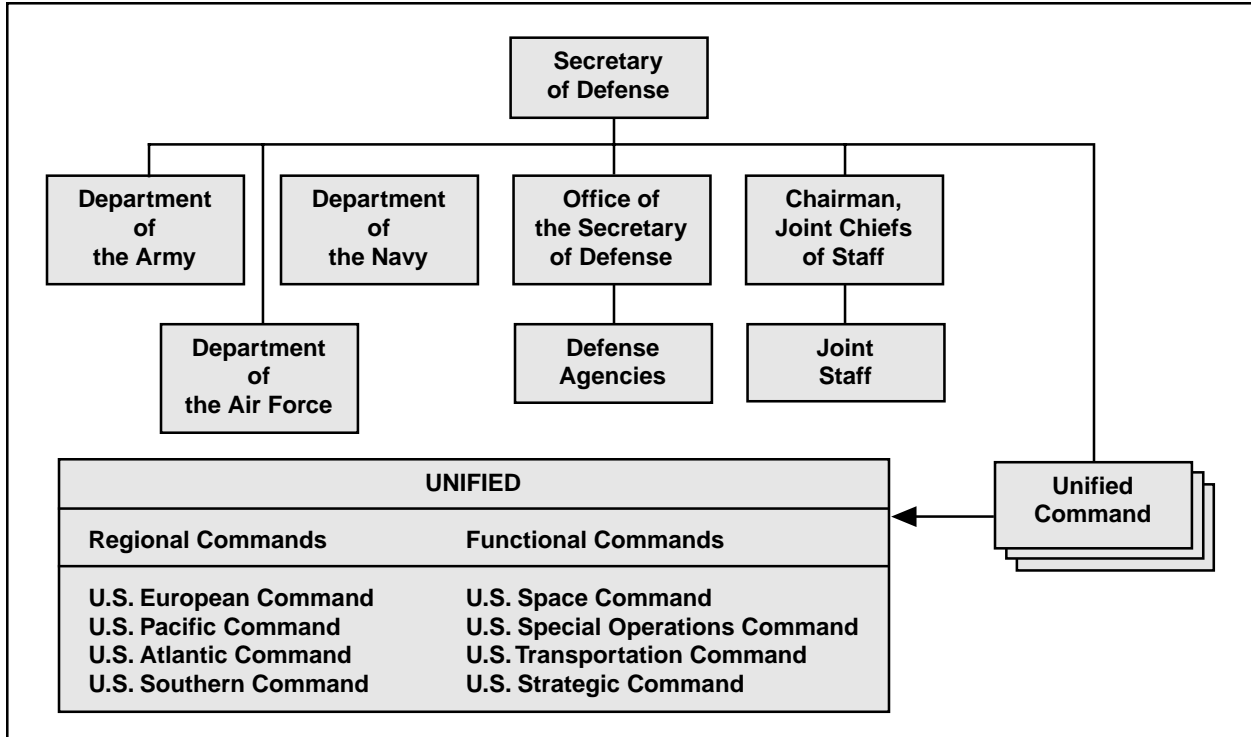 Secretary
of Defense
Department
of
the Army
Department
of
the Navy
Office of
the Secretary
of Defense
Chairman,
Joint Chiefs
of Staff
Department
of
the Air Force
Defense
Agencies
Joint
Staff
Unified
Command
UNIFIED
Regional Commands
Functional Commands
U.S. European Command
U.S. Pacific Command
U.S. Atlantic Command
U.S. Southern Command
U.S. Space Command
U.S. Special Operations Command
U.S. Transportation Command
U.S. Strategic Command